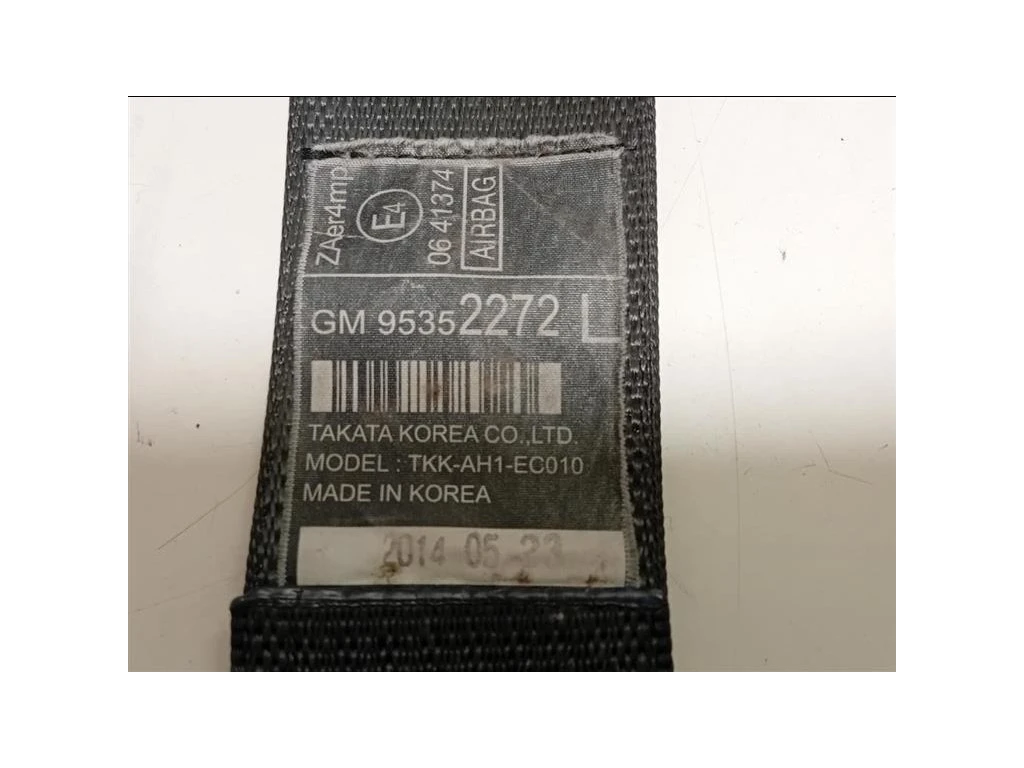 ZAer4mp
E4
06 41374
AIRBAG
GM 95352272 L
TAKATA KOREA CO.,LTD.
MODEL : TKK-AH1-EC010
MADE IN KOREA
2014 05 23